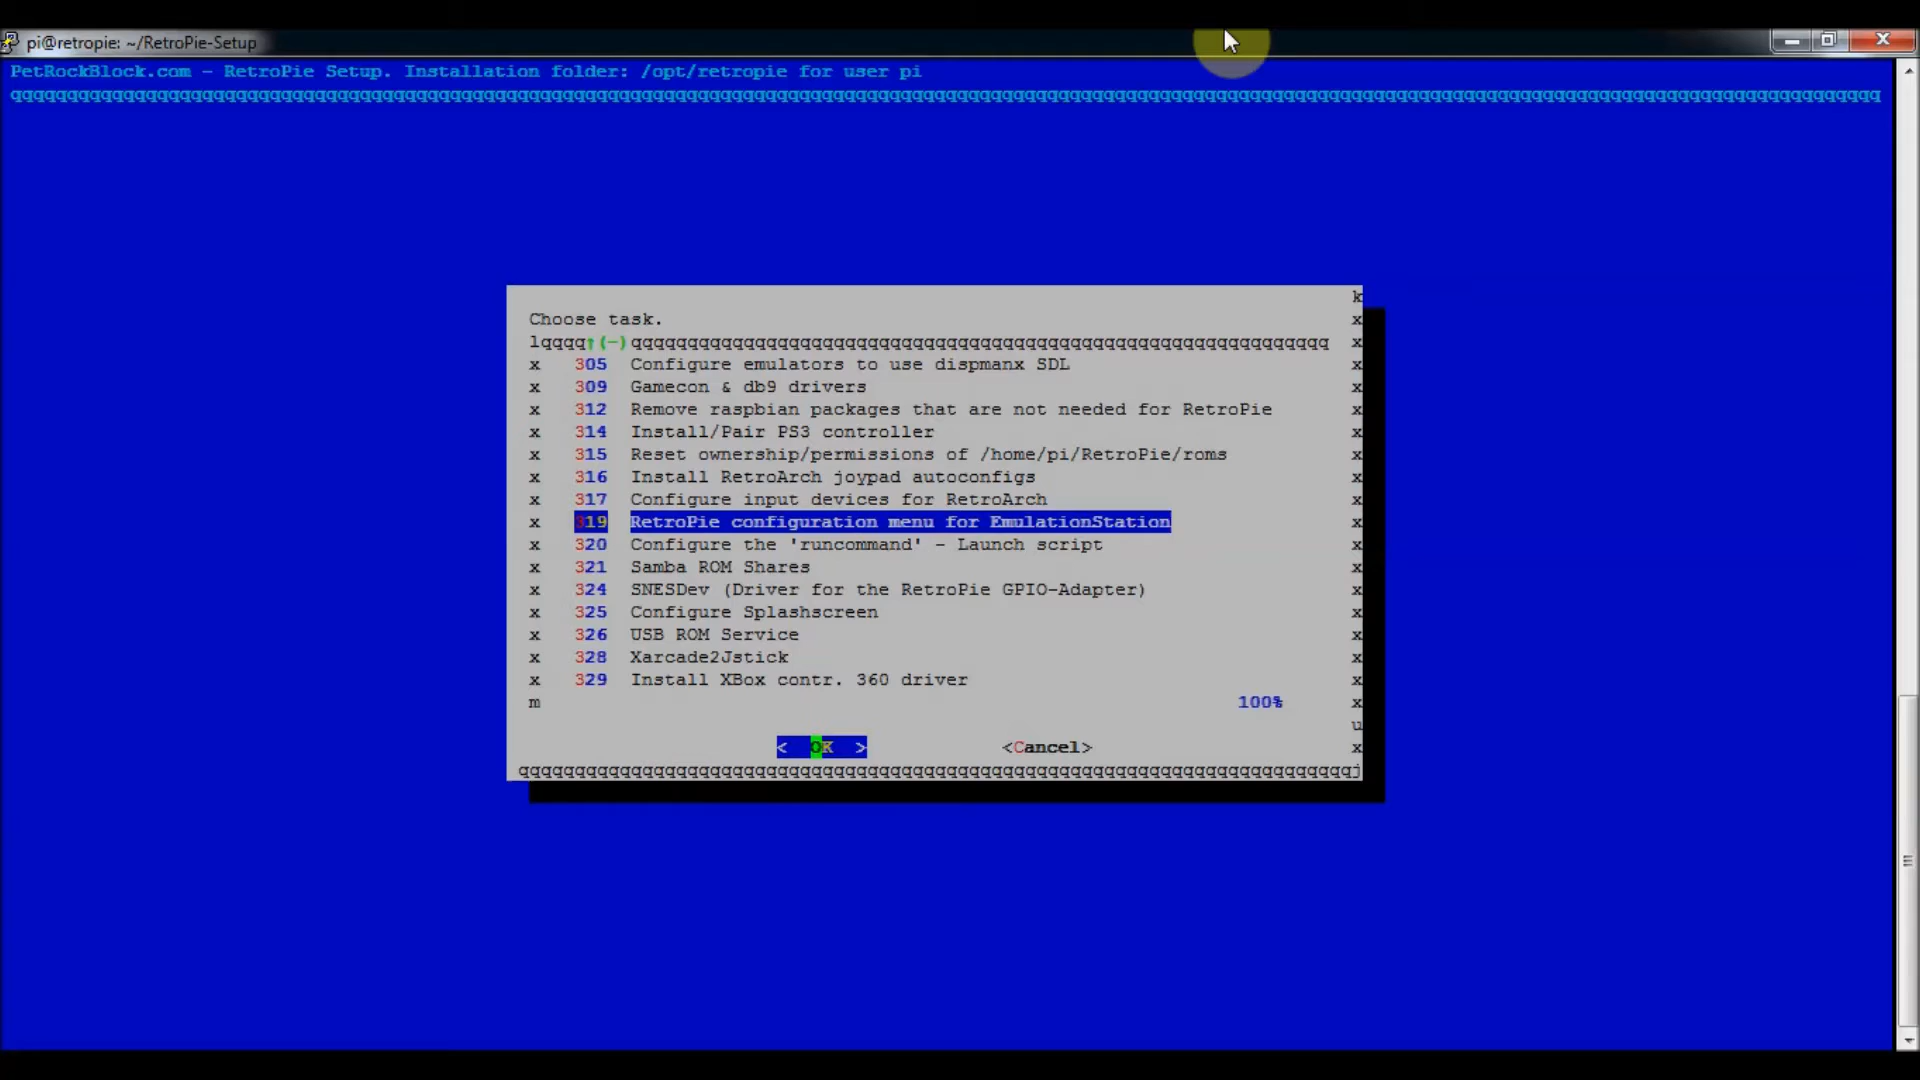 pi@retropie: ~/RetroPie-Setup
PetRockBlock.com - RetroPie Setup. Installation folder: /opt/retropie for user pi
Choose task.
↑(-)
305 Configure emulators to use dispmanx SDL
309 Gamecon & db9 drivers
312 Remove raspbian packages that are not needed for RetroPie
314 Install/Pair PS3 controller
315 Reset ownership/permissions of /home/pi/RetroPie/roms
316 Install RetroArch joypad autoconfigs
317 Configure input devices for RetroArch
319 RetroPie configuration menu for EmulationStation
320 Configure the 'runcommand' - Launch script
321 Samba ROM Shares
324 SNESDev (Driver for the RetroPie GPIO-Adapter)
325 Configure Splashscreen
326 USB ROM Service
328 Xarcade2Jstick
329 Install XBox contr. 360 driver
100%
< OK > <Cancel>